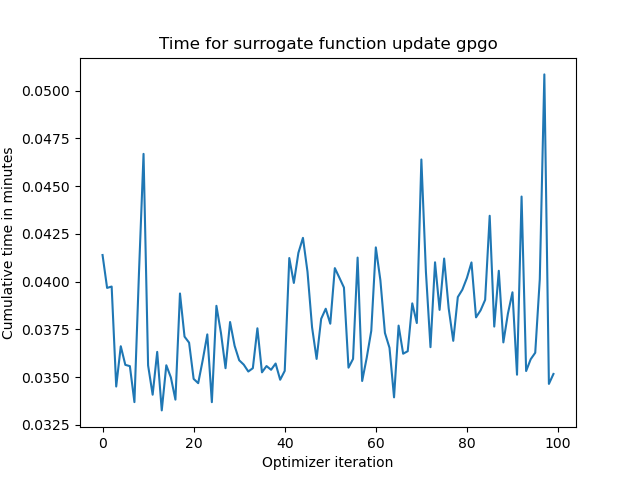 Time for surrogate function update gpgo
Cumulative time in minutes
0.0500
0.0475
0.0450
0.0425
0.0400
0.0375
0.0350
0.0325
0 20 40 60 80 100
Optimizer iteration